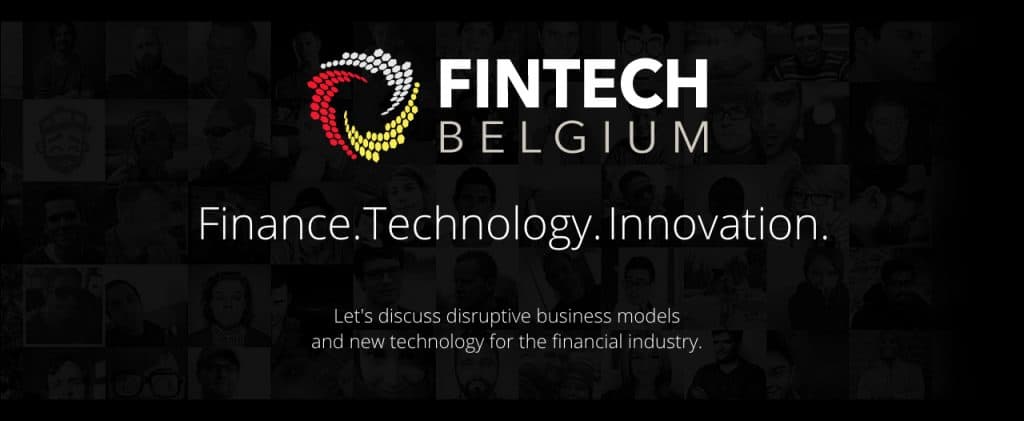 FINTECH
BELGIUM
Finance.Technology.Innovation.
Let's discuss disruptive business models
and new technology for the financial industry.